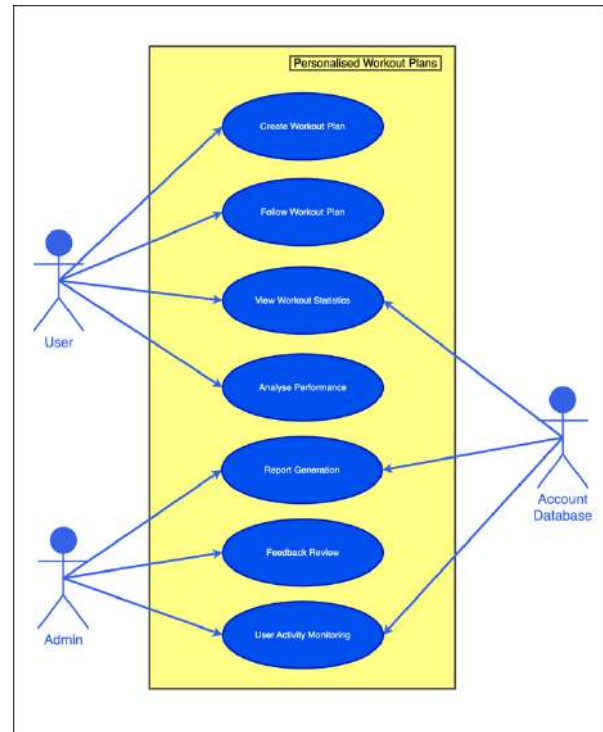 Personalised Workout Plans
Create Workout Plan
Follow Workout Plan
View Workout Statistics
User
Analyse Performance
Account
Database
Report Generation
Feedback Review
Admin
User Activity Monitoring